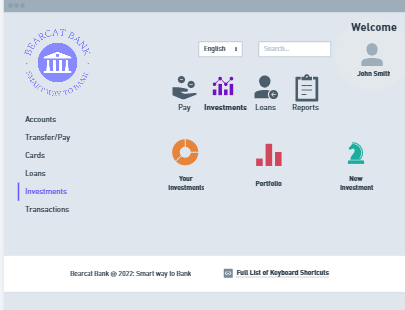 Welcome
BEARCAT BANK
SMART WAY TO BANK
English
Search...
John Smith
Pay
Investments
Loans
Reports
Accounts
Transfer/Pay
Cards
Loans
Investments
Transactions
Your
Investments
Portfolio
New
Investment
Bearcat Bank @ 2022: Smart way to Bank
Full List of Keyboard Shortcuts